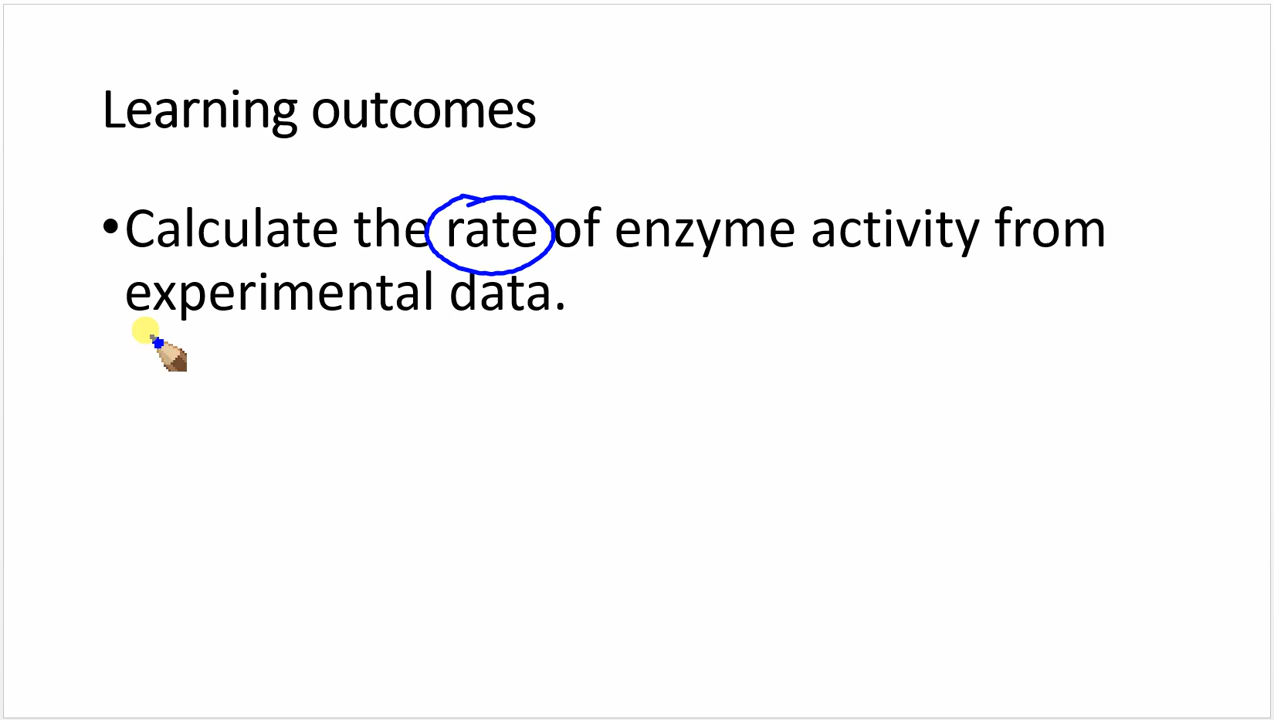 Learning outcomes
•Calculate the rate of enzyme activity from
experimental data.